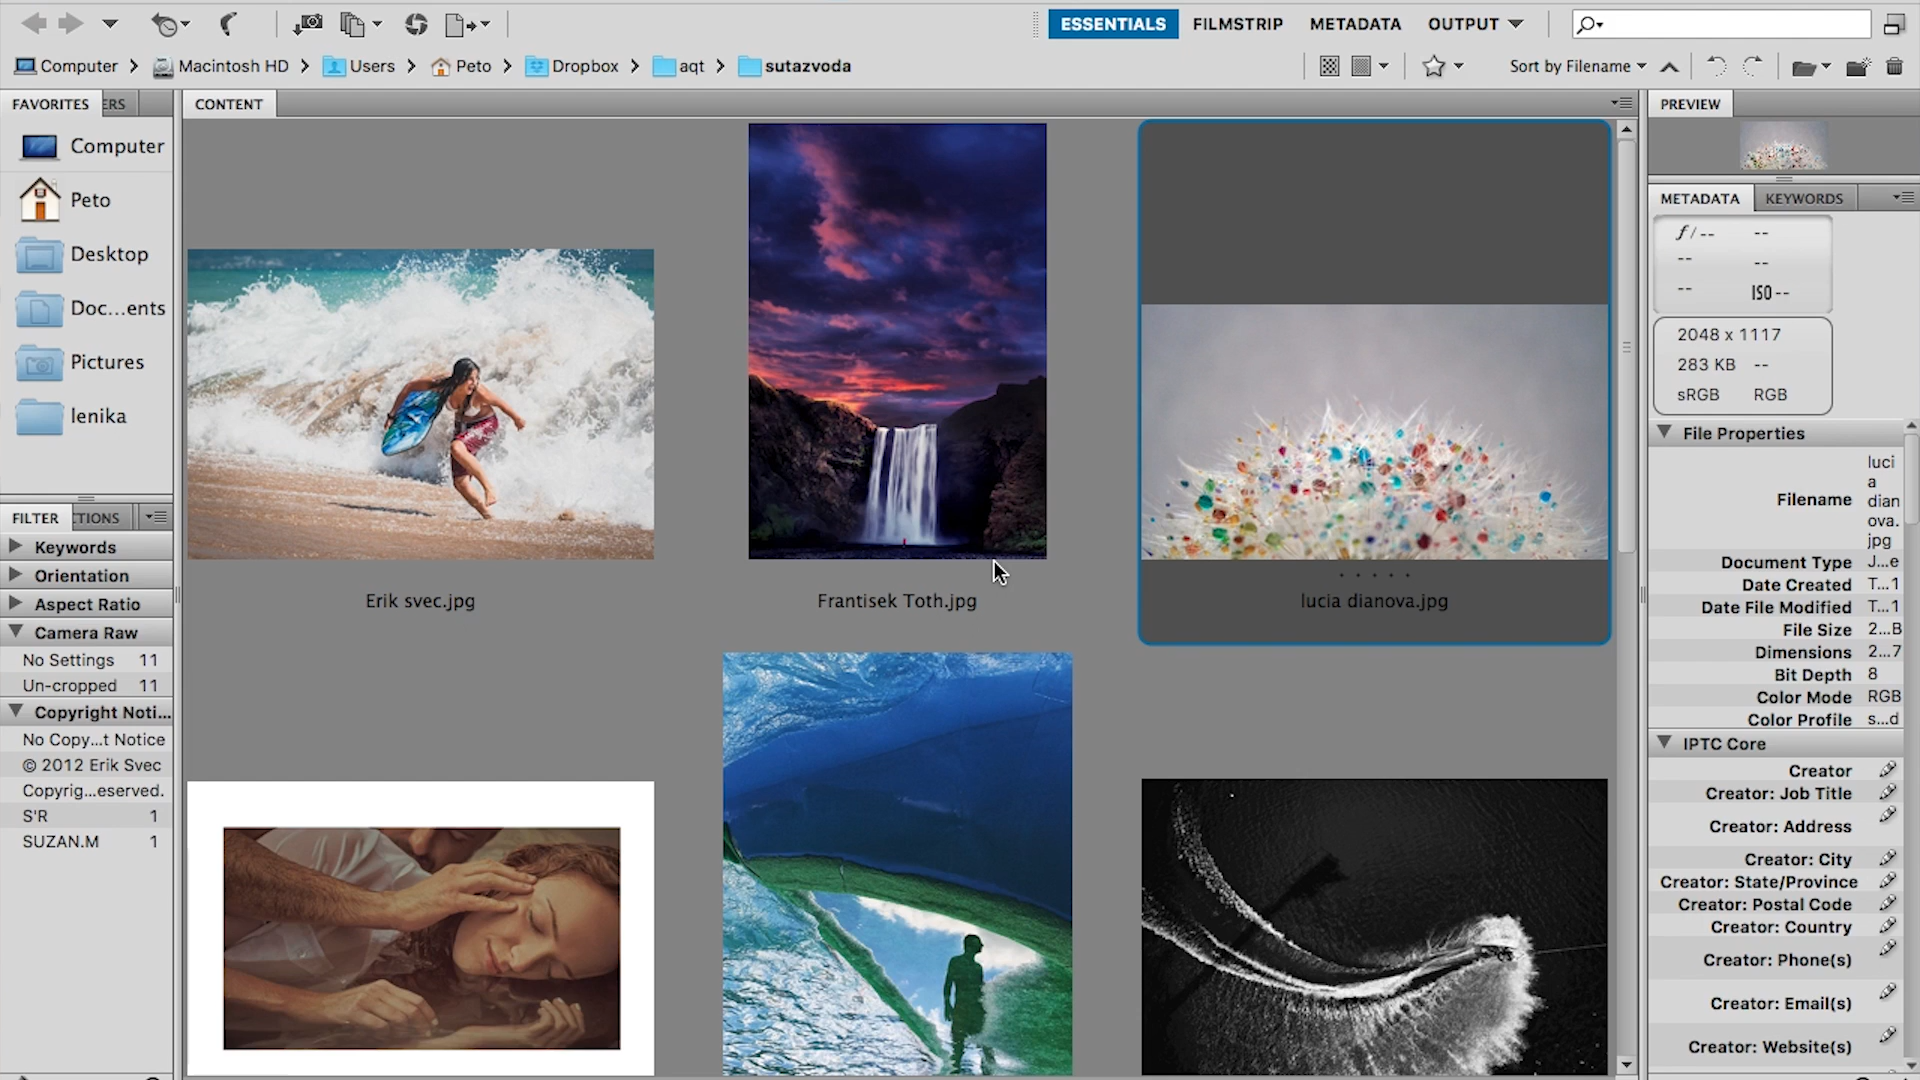 ESSENTIALS FILMSTRIP METADATA OUTPUT
Computer Macintosh HD Users Peto Dropbox aqt sutazvoda
Sort by Filename
FAVORITES ERS
Computer
Peto
Desktop
Doc...ents
Pictures
lenika
FILTER CTIONS
Keywords
Orientation
Aspect Ratio
Camera Raw
No Settings 11
Un-cropped 11
Copyright Noti...
No Copy...t Notice
© 2012 Erik Svec
Copyrig...eserved.
S'R 1
SUZAN.M 1
CONTENT
Erik svec.jpg
Frantisek Toth.jpg
lucia dianova.jpg
PREVIEW
METADATA KEYWORDS
f/-- --
-- --
-- ISO --
2048 x 1117
283 KB --
sRGB RGB
File Properties
Filename luci
a
dian
ova.
jpg
Document Type J...e
Date Created T...1
Date File Modified T...1
File Size 2...B
Dimensions 2...7
Bit Depth 8
Color Mode RGB
Color Profile s...d
IPTC Core
Creator
Creator: Job Title
Creator: Address
Creator: City
Creator: State/Province
Creator: Postal Code
Creator: Country
Creator: Phone(s)
Creator: Email(s)
Creator: Website(s)